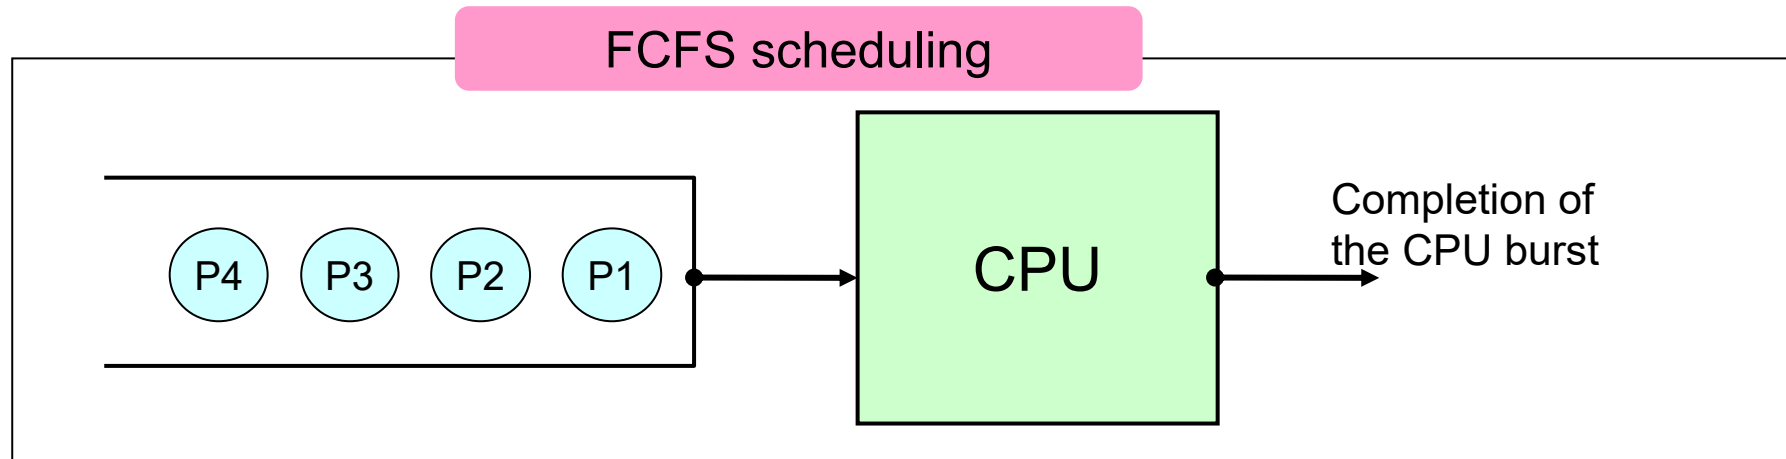 FCFS scheduling
P4 P3 P2 P1
CPU
Completion of
the CPU burst